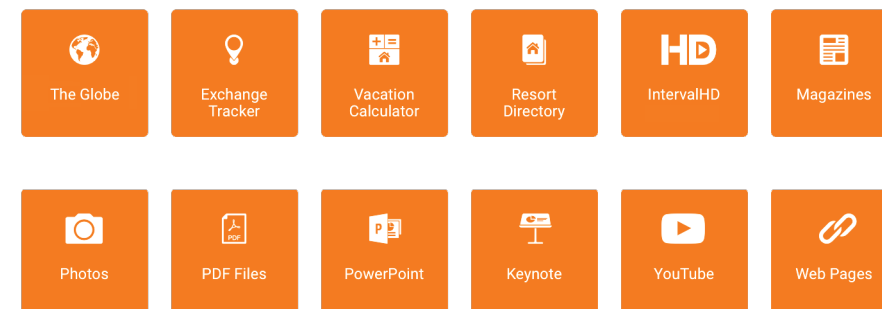 The Globe
Exchange
Tracker
Vacation
Calculator
Resort
Directory
HD
IntervalHD
Magazines
Photos
PDF
PDF Files
P
PowerPoint
Keynote
YouTube
Web Pages